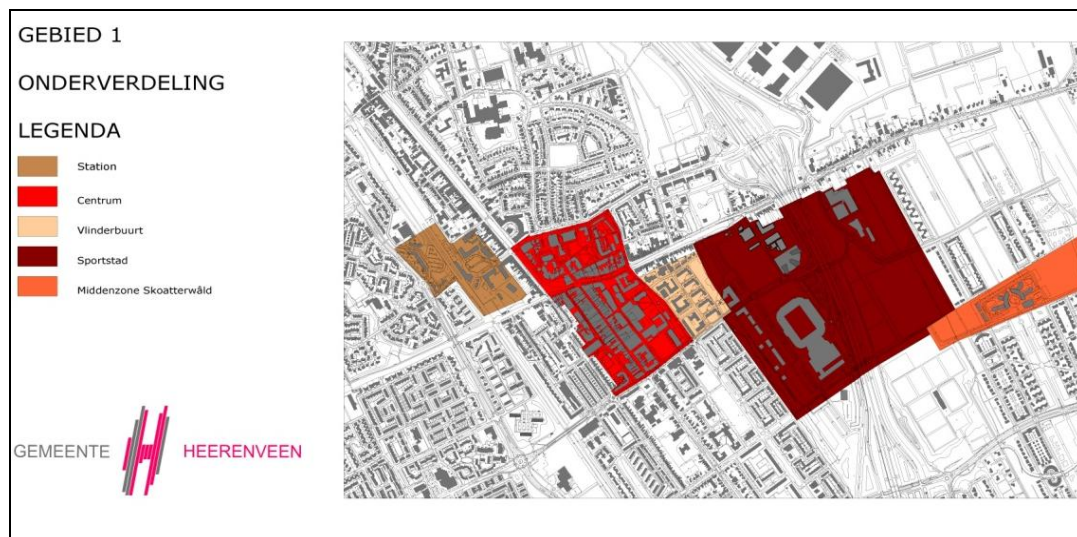 GEBIED 1
ONDERVERDELING
LEGENDA
Station
Centrum
Vlinderbuurt
Sportstad
Middenzone Skoatterwâld
GEMEENTE HEERENVEEN